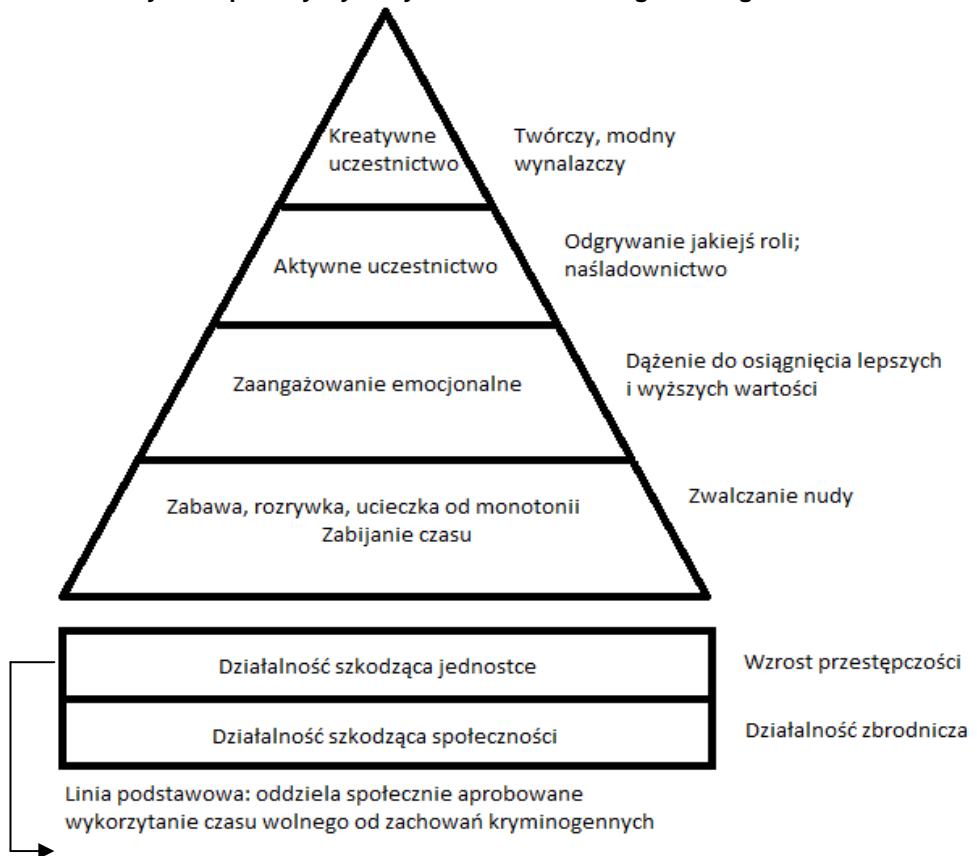 Kreatywne
uczestnictwo
Twórczy, modny
wynalazczy
Aktywne uczestnictwo
Odgrywanie jakiejś roli;
naśladownictwo
Zaangażowanie emocjonalne
Dążenie do osiągnięcia lepszych
i wyższych wartości
Zabawa, rozrywka, ucieczka od monotonii
Zabijanie czasu
Zwalczanie nudy
Działalność szkodząca jednostce
Wzrost przestępczości
Działalność szkodząca społeczności
Działalność zbrodnicza
Linia podstawowa: oddziela społecznie aprobowane
wykorzytanie czasu wolnego od zachowań kryminogennych